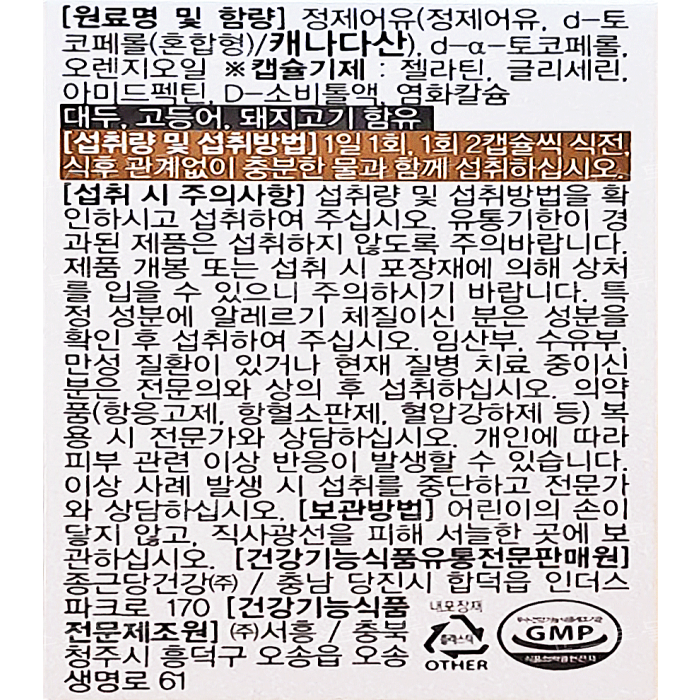 [원료명 및 함량] 정제어유(정제어유, d-토
코페롤(혼합형)/캐나다산), d-α-토코페롤,
오렌지오일 ※캡슐기제 : 젤라틴, 글리세린,
아미드펙틴, D-소비톨액, 염화칼슘
대두, 고등어, 돼지고기 함유
[섭취량 및 섭취방법] 1일 1회, 1회 2캡슐씩 식전,
식후 관계없이 충분한 물과 함께 섭취하십시오.
[섭취 시 주의사항] 섭취량 및 섭취방법을 확
인하시고 섭취하여 주십시오. 유통기한이 경
과된 제품은 섭취하지 않도록 주의바랍니다.
제품 개봉 또는 섭취 시 포장재에 의해 상처
를 입을 수 있으니 주의하시기 바랍니다. 특
정 성분에 알레르기 체질이신 분은 성분을
확인 후 섭취하여 주십시오. 임산부, 수유부,
만성 질환이 있거나 현재 질병 치료 중이신
분은 전문의와 상의 후 섭취하십시오. 의약
품(항응고제, 항혈소판제, 혈압강하제 등) 복
용 시 전문가와 상담하십시오. 개인에 따라
피부 관련 이상 반응이 발생할 수 있습니다.
이상 사례 발생 시 섭취를 중단하고 전문가
와 상담하십시오. [보관방법] 어린이의 손이
닿지 않고, 직사광선을 피해 서늘한 곳에 보
관하십시오. [건강기능식품유통전문판매원]
종근당건강㈜ / 충남 당진시 합덕읍 인더스
파크로 170 [건강기능식품
전문제조원] ㈜서흥 / 충북
청주시 흥덕구 오송읍 오송
생명로 61
내포장재
플라스틱
OTHER
GMP